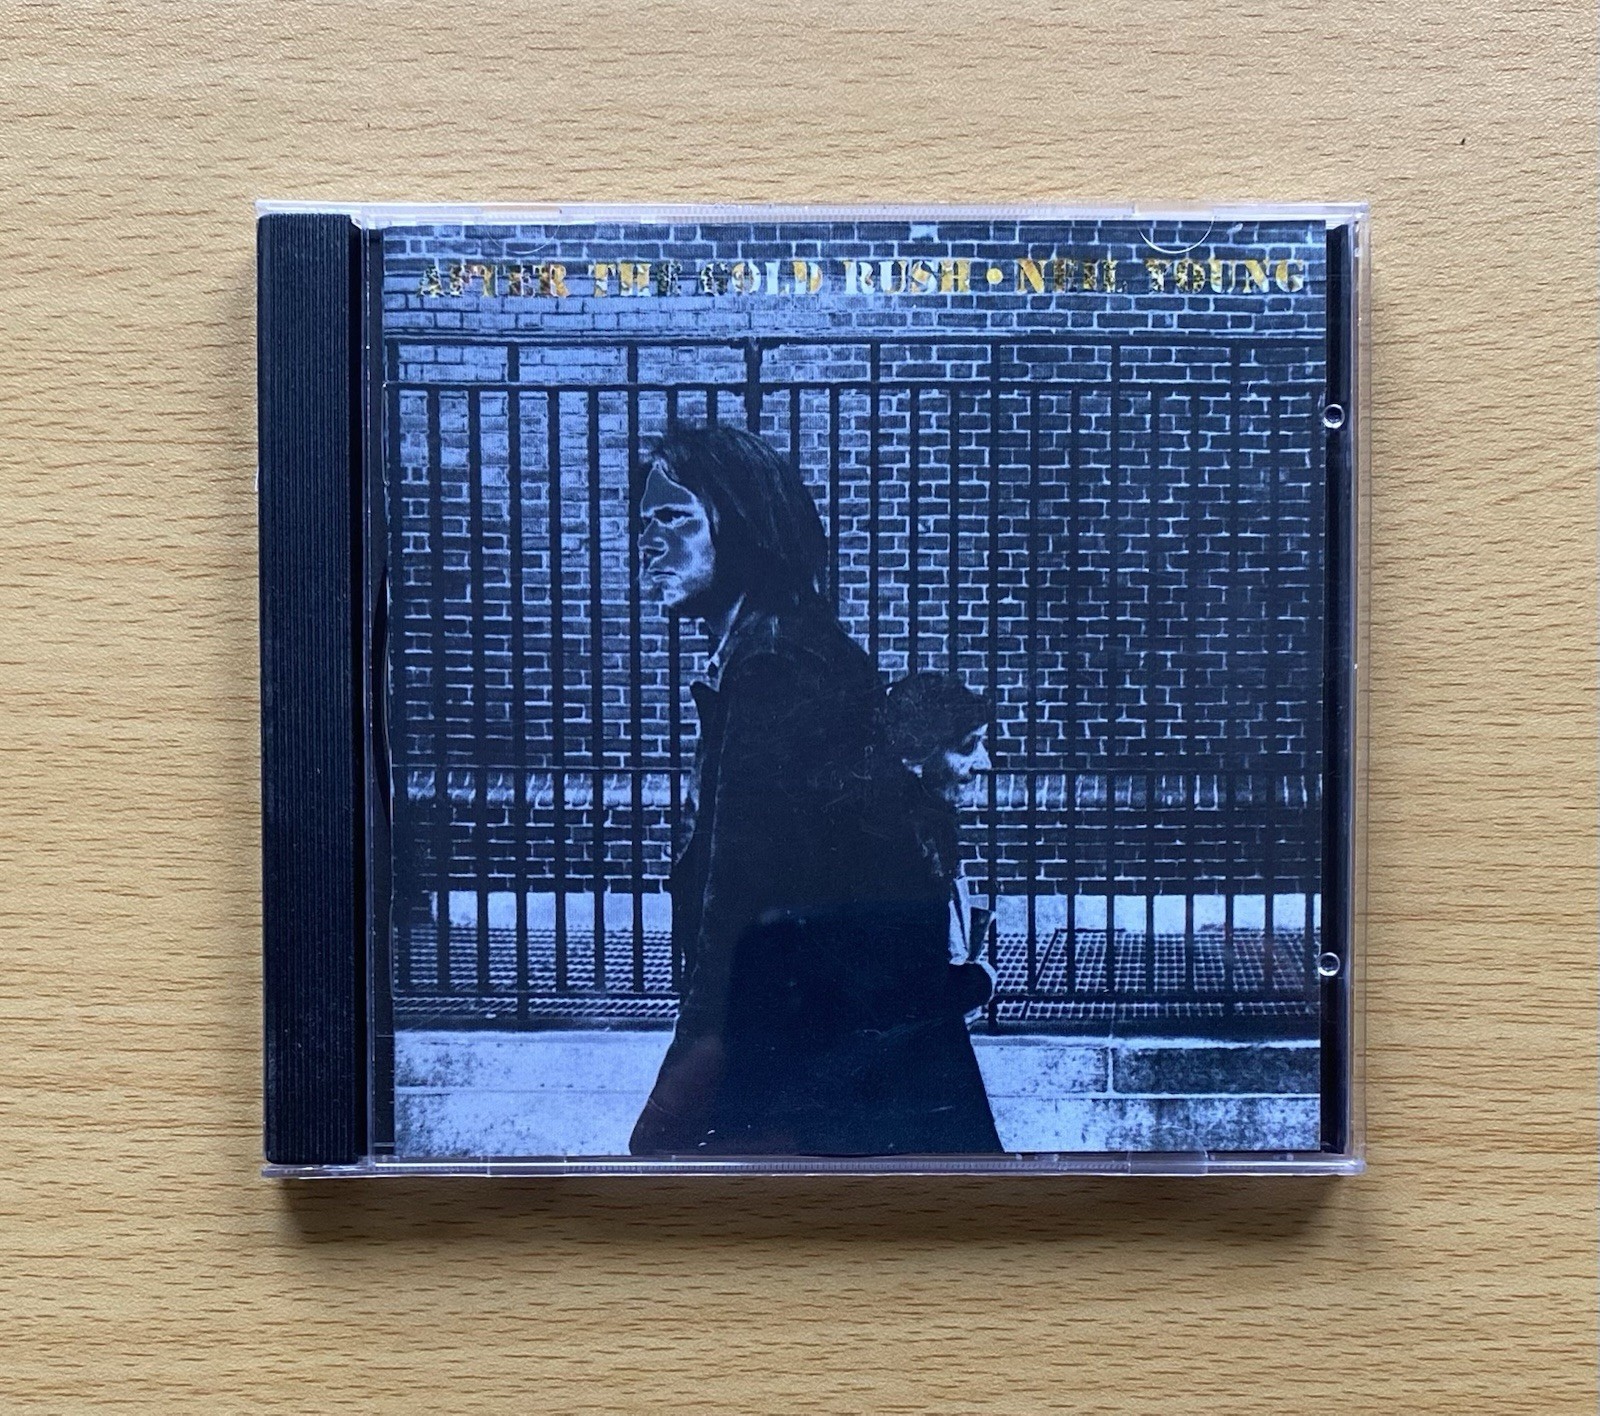 AFTER THE GOLD RUSH • NEIL YOUNG